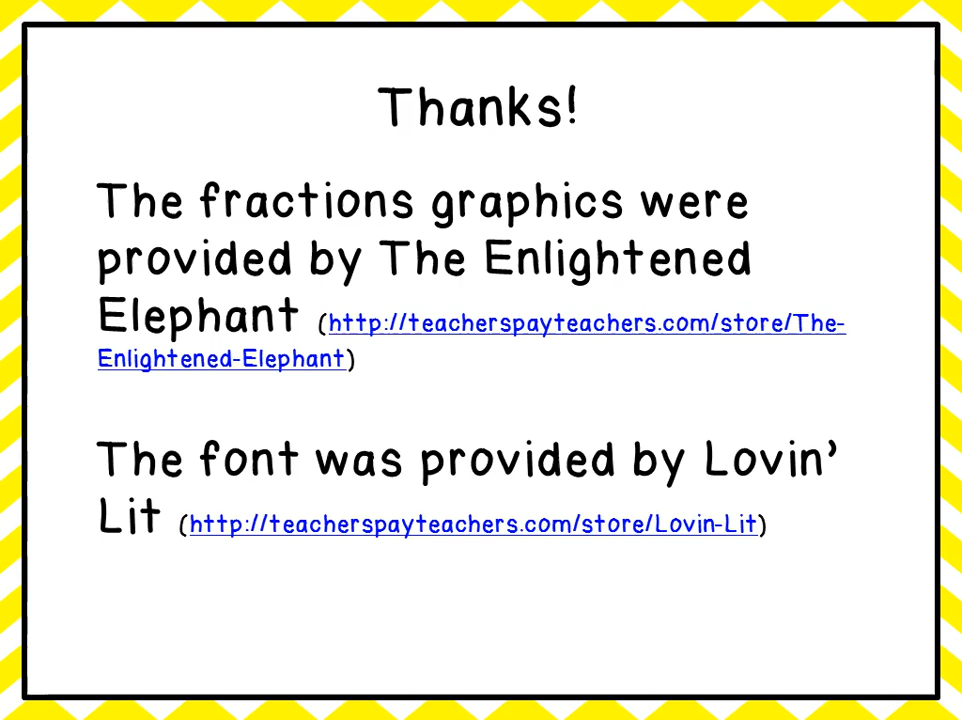 Thanks!
The fractions graphics were
provided by The Enlightened
Elephant (http://teacherspayteachers.com/store/The-
Enlightened-Elephant)
The font was provided by Lovin’
Lit (http://teacherspayteachers.com/store/Lovin-Lit)